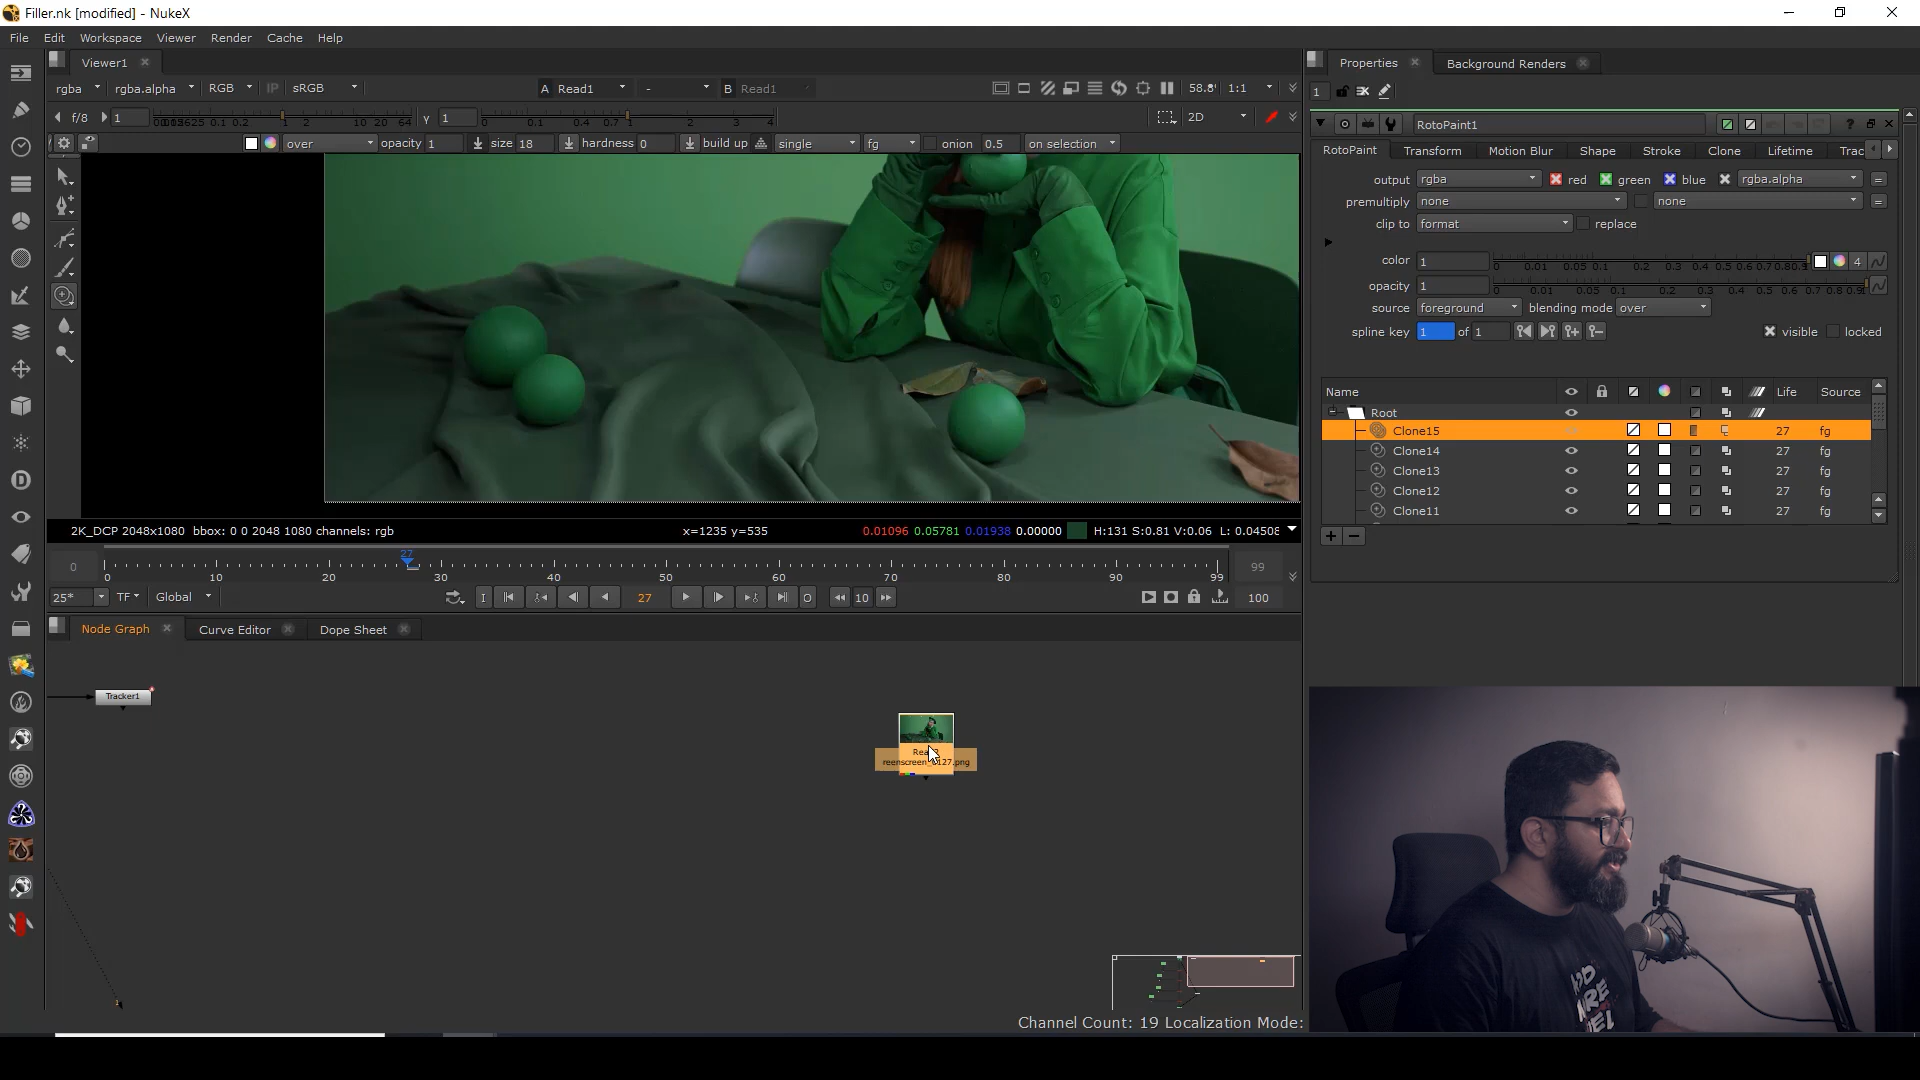 Filler.nk [modified] - NukeX
File Edit Workspace Viewer Render Cache Help
Viewer1
rgba rgba.alpha RGB IP sRGB A Read1 - B Read1 58.8 1:1
f/8 1 γ 1 2D
over opacity 1 size 18 hardness 0 build up single fg onion 0.5 on selection
2K_DCP 2048x1080 bbox: 0 0 2048 1080 channels: rgb x=1235 y=535 0.01096 0.05781 0.01938 0.00000 H:131 S:0.81 V:0.06 L: 0.04508
27
0 0 10 20 30 40 50 60 70 80 90 99 99
25* TF Global 27 10 100
Node Graph Curve Editor Dope Sheet
Tracker1
reenscreen_0127.png
Channel Count: 19 Localization Mode:
Properties Background Renders
1
RotoPaint1
RotoPaint Transform Motion Blur Shape Stroke Clone Lifetime Trac
output rgba red green blue rgba.alpha =
premultiply none none =
clip to format replace
color 1 4
opacity 1
source foreground blending mode over
spline key 1 of 1 visible locked
Name Life Source
Root
Clone15 27 fg
Clone14 27 fg
Clone13 27 fg
Clone12 27 fg
Clone11 27 fg